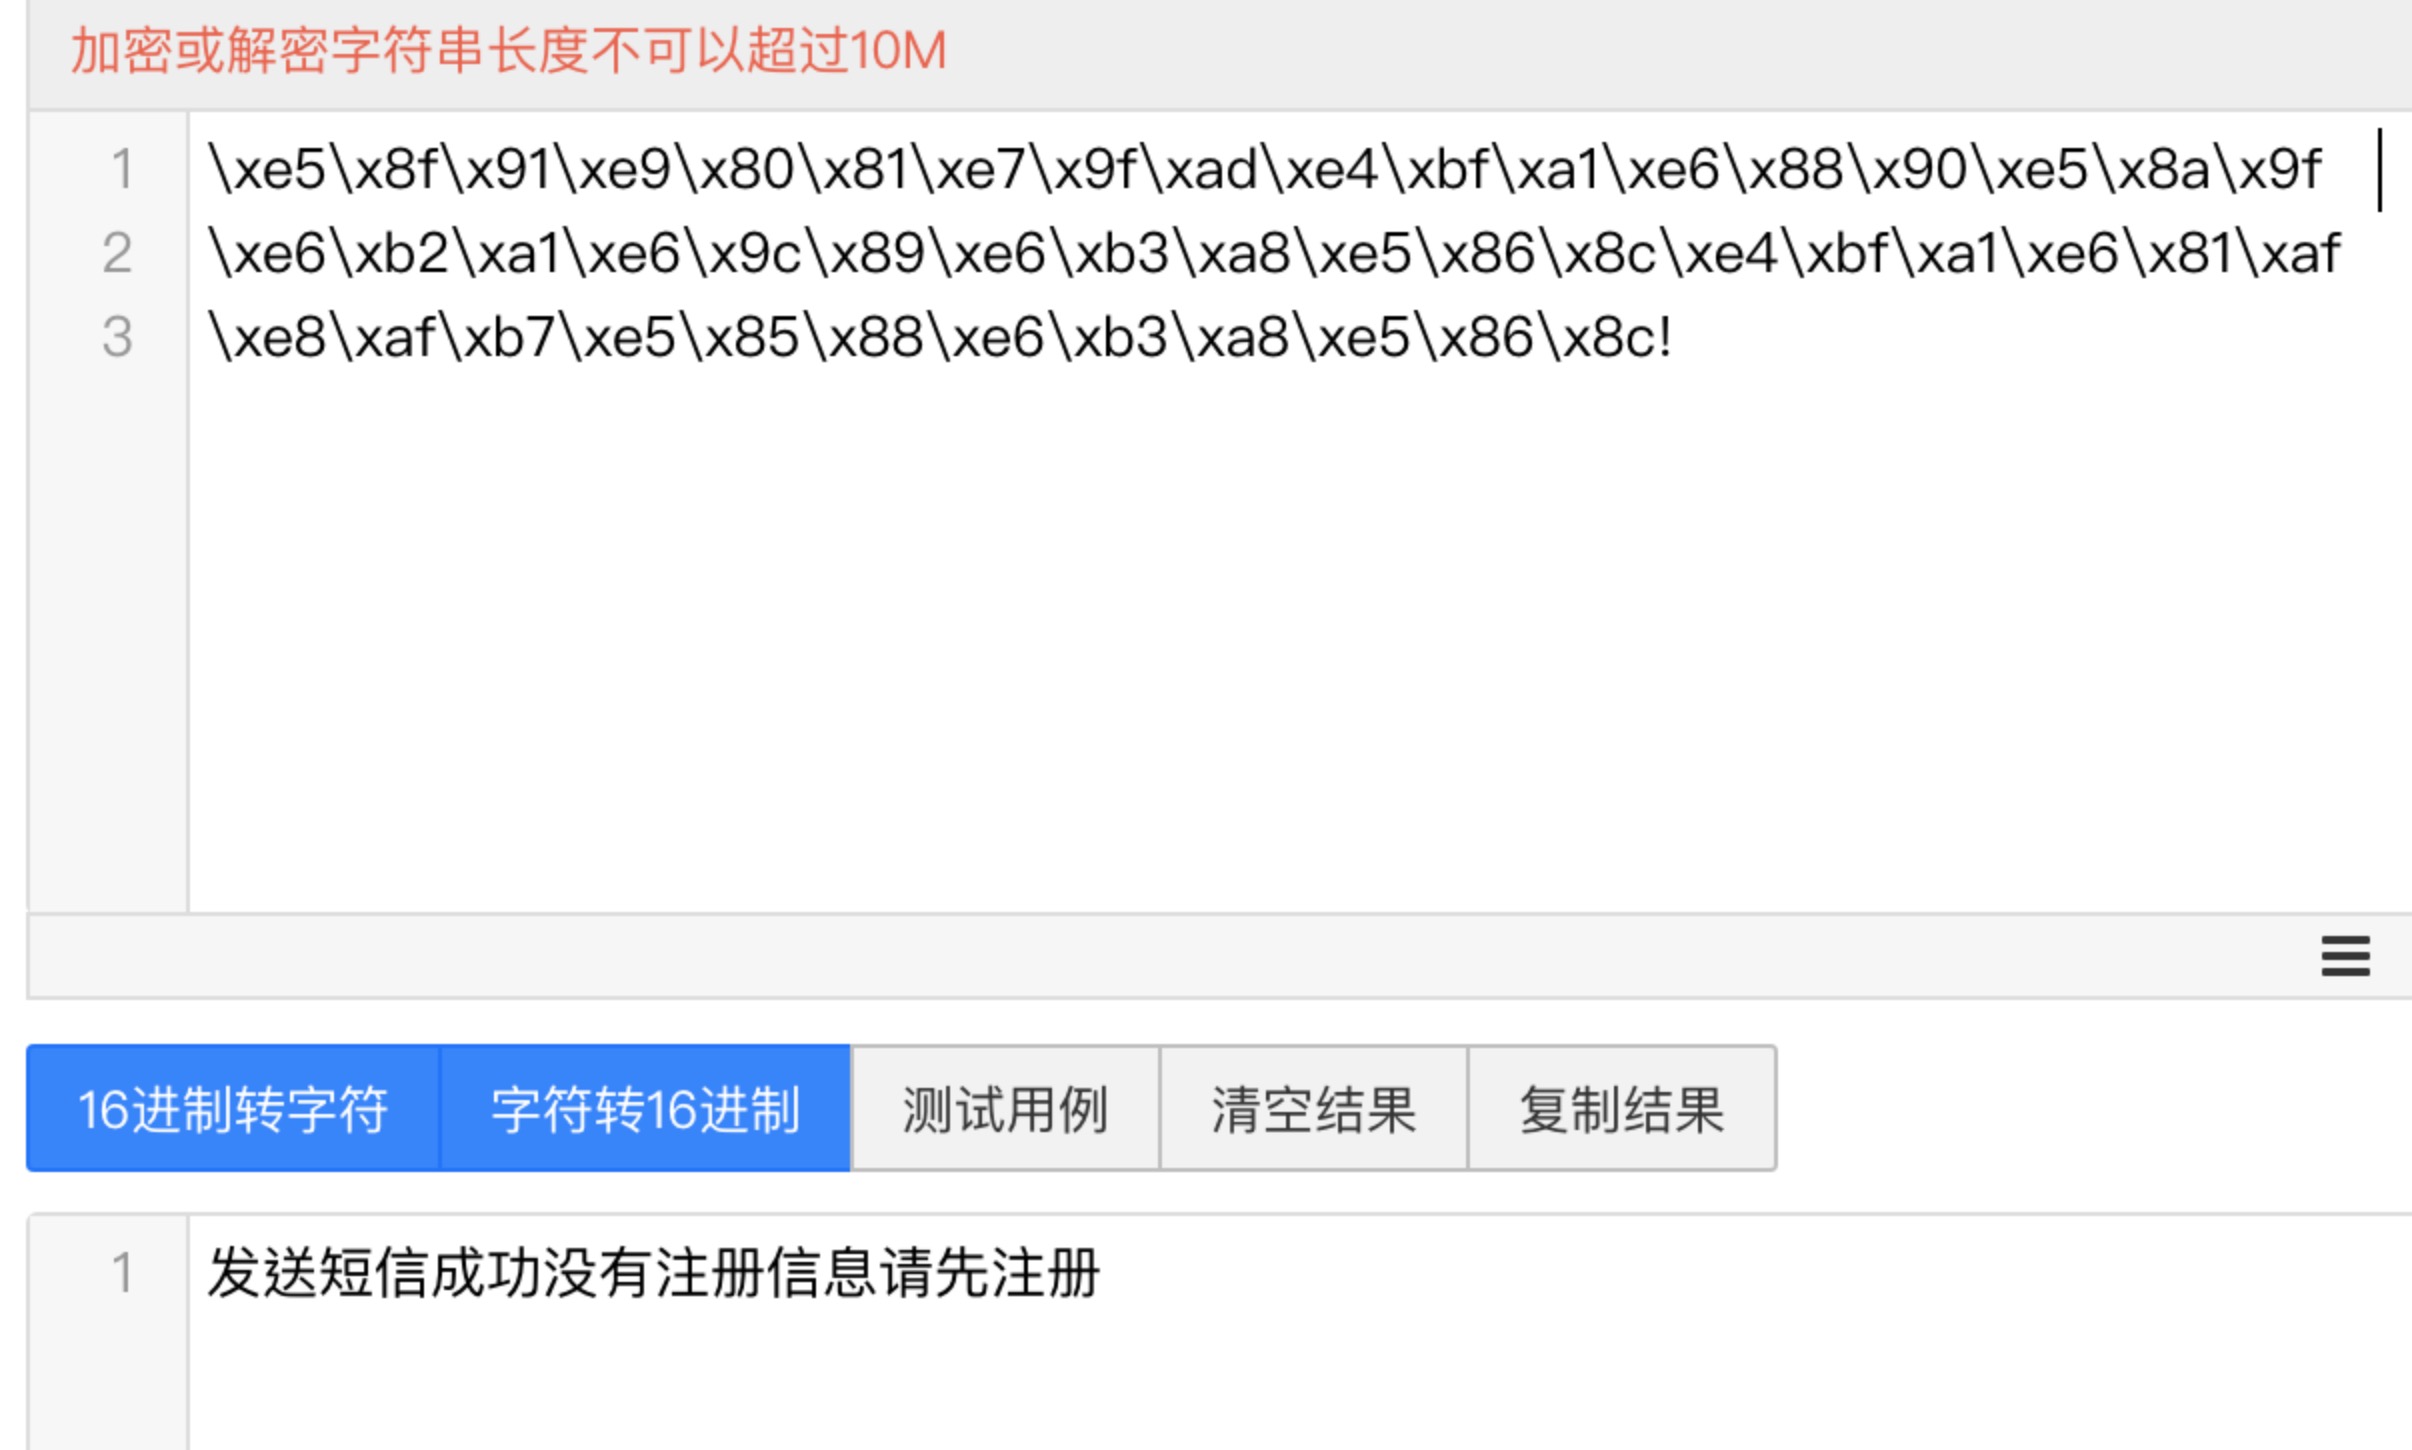 加密或解密字符串长度不可以超过10M
1 \xe5\x8f\x91\xe9\x80\x81\xe7\x9f\xad\xe4\xbf\xa1\xe6\x88\x90\xe5\x8a\x9f
2 \xe6\xb2\xa1\xe6\x9c\x89\xe6\xb3\xa8\xe5\x86\x8c\xe4\xbf\xa1\xe6\x81\xaf
3 \xe8\xaf\xb7\xe5\x85\x88\xe6\xb3\xa8\xe5\x86\x8c!
16进制转字符 字符转16进制 测试用例 清空结果 复制结果
1 发送短信成功没有注册信息请先注册